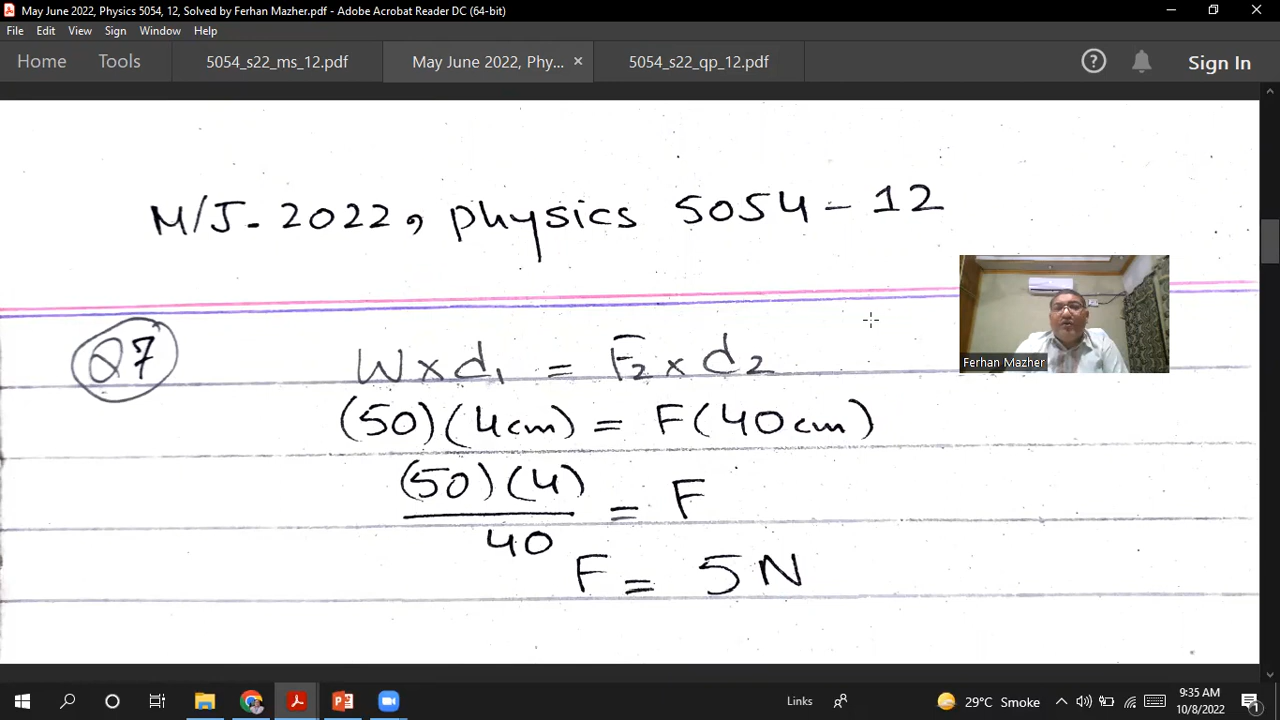 May June 2022, Physics 5054, 12, Solved by Ferhan Mazher.pdf - Adobe Acrobat Reader DC (64-bit)
File Edit View Sign Window Help
Home Tools 5054_s22_ms_12.pdf May June 2022, Phy... × 5054_s22_qp_12.pdf ? Sign In
M/J. 2022, physics 5054 - 12
Q7 W x d₁ = F₂ x d₂
(50)(4cm) = F(40cm)
(50)(4)
40
= F
F = 5N
Ferhan Mazher
Links 29°C Smoke 9:35 AM
10/8/2022
1